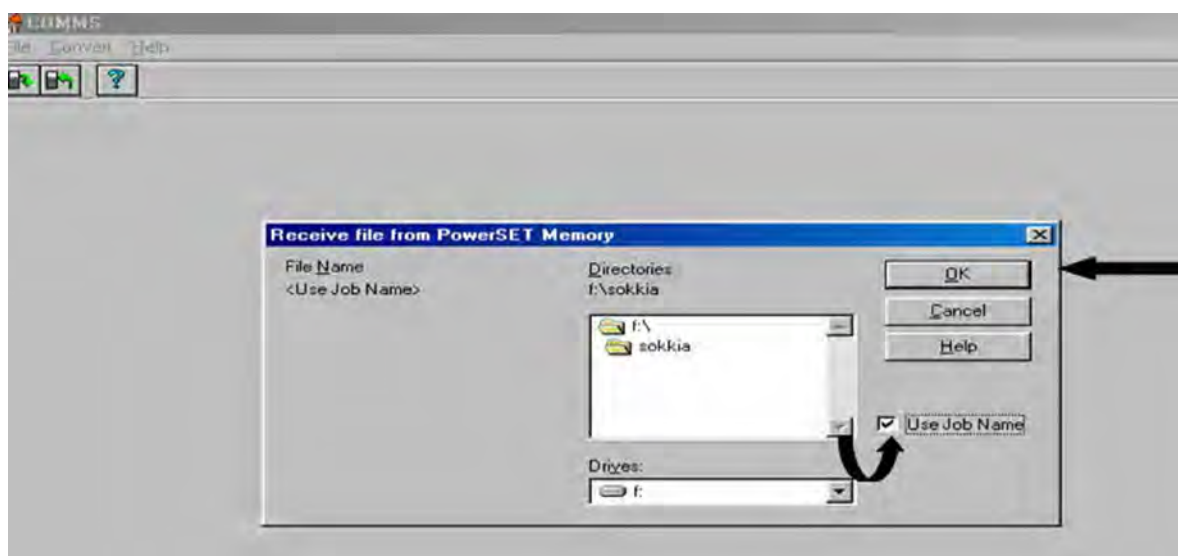 COMMS
File Convert Help
?
Receive file from PowerSET Memory
File Name
<Use Job Name>
Directories
f:\sokkia
f:\
sokkia
OK
Cancel
Help
Use Job Name
Drives:
f: